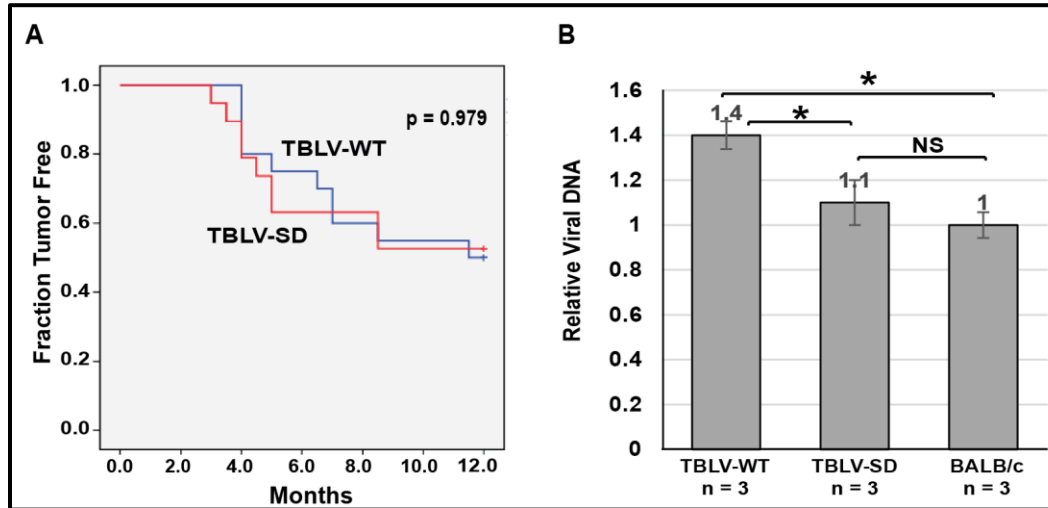 A
1.0
0.8
0.6
0.4
0.2
0.0
Fraction Tumor Free
p = 0.979
TBLV-WT
TBLV-SD
0.0 2.0 4.0 6.0 8.0 10.0 12.0
Months
B
1.6
1.4
1.2
1
0.8
0.6
0.4
0.2
0
Relative Viral DNA
*
*
NS
1.4
1.1
1
TBLV-WT TBLV-SD BALB/c
n = 3 n = 3 n = 3